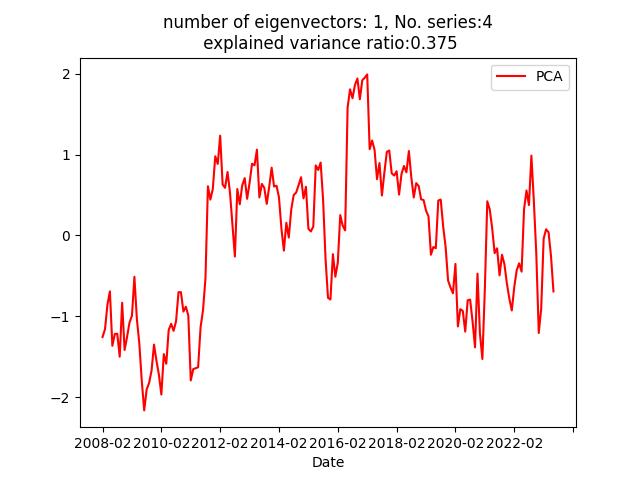 number of eigenvectors: 1, No. series:4
explained variance ratio:0.375
PCA
2
1
0
−1
−2
2008-02 2010-02 2012-02 2014-02 2016-02 2018-02 2020-02 2022-02
Date